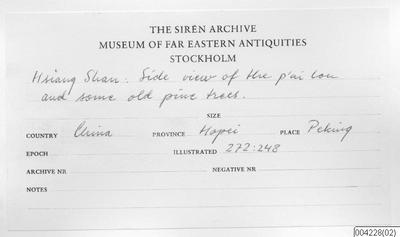 THE SIRÉN ARCHIVE
MUSEUM OF FAR EASTERN ANTIQUITIES
STOCKHOLM
Hsiang Shan: Side view of the p'ai lou
and some old pine trees.
SIZE
COUNTRY China PROVINCE Hopei PLACE Peking
EPOCH ILLUSTRATED 272:248
ARCHIVE NR NEGATIVE NR
NOTES
004228(02)